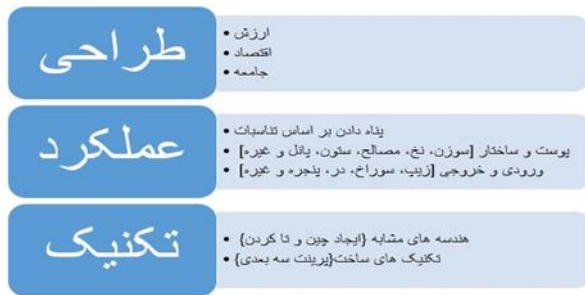 طراحی
• ارزش
• اقتصاد
• جامعه
عملکرد
• پناه دادن بر اساس تناسبات
• پوست و ساختار [سوزن، نخ، مصالح، ستون، پانل و غیره]
• ورودی و خروجی [زیپ، سوراخ، در، پنجره و غیره]
تکنیک
• هندسه های مشابه {ایجاد چین و تا کردن}
• تکنیک های ساخت{پرینت سه بعدی}